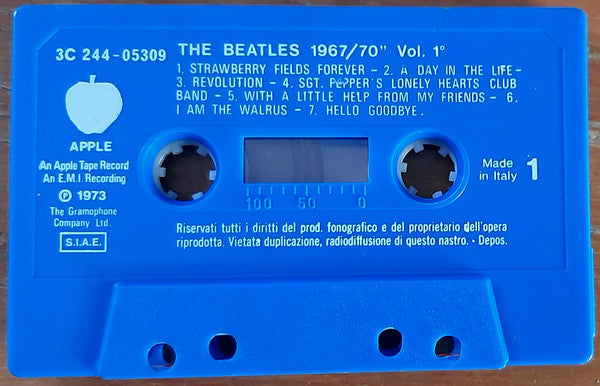 3C 244-05309 THE BEATLES 1967/70" Vol. 1°
1. STRAWBERRY FIELDS FOREVER – 2. A DAY IN THE LIFE –
3. REVOLUTION – 4. SGT. PEPPER'S LONELY HEARTS CLUB
BAND – 5. WITH A LITTLE HELP FROM MY FRIENDS – 6.
I AM THE WALRUS – 7. HELLO GOODBYE.
APPLE
An Apple Tape Record
An E.M.I. Recording
Ⓟ 1973
The Gramophone
Company Ltd.
S.I.A.E.
100 50 0
Made
in Italy 1
Riservati tutti i diritti del prod. fonografico e del proprietario dell'opera
riprodotta. Vietata duplicazione, radiodiffusione di questo nastro. - Depos.